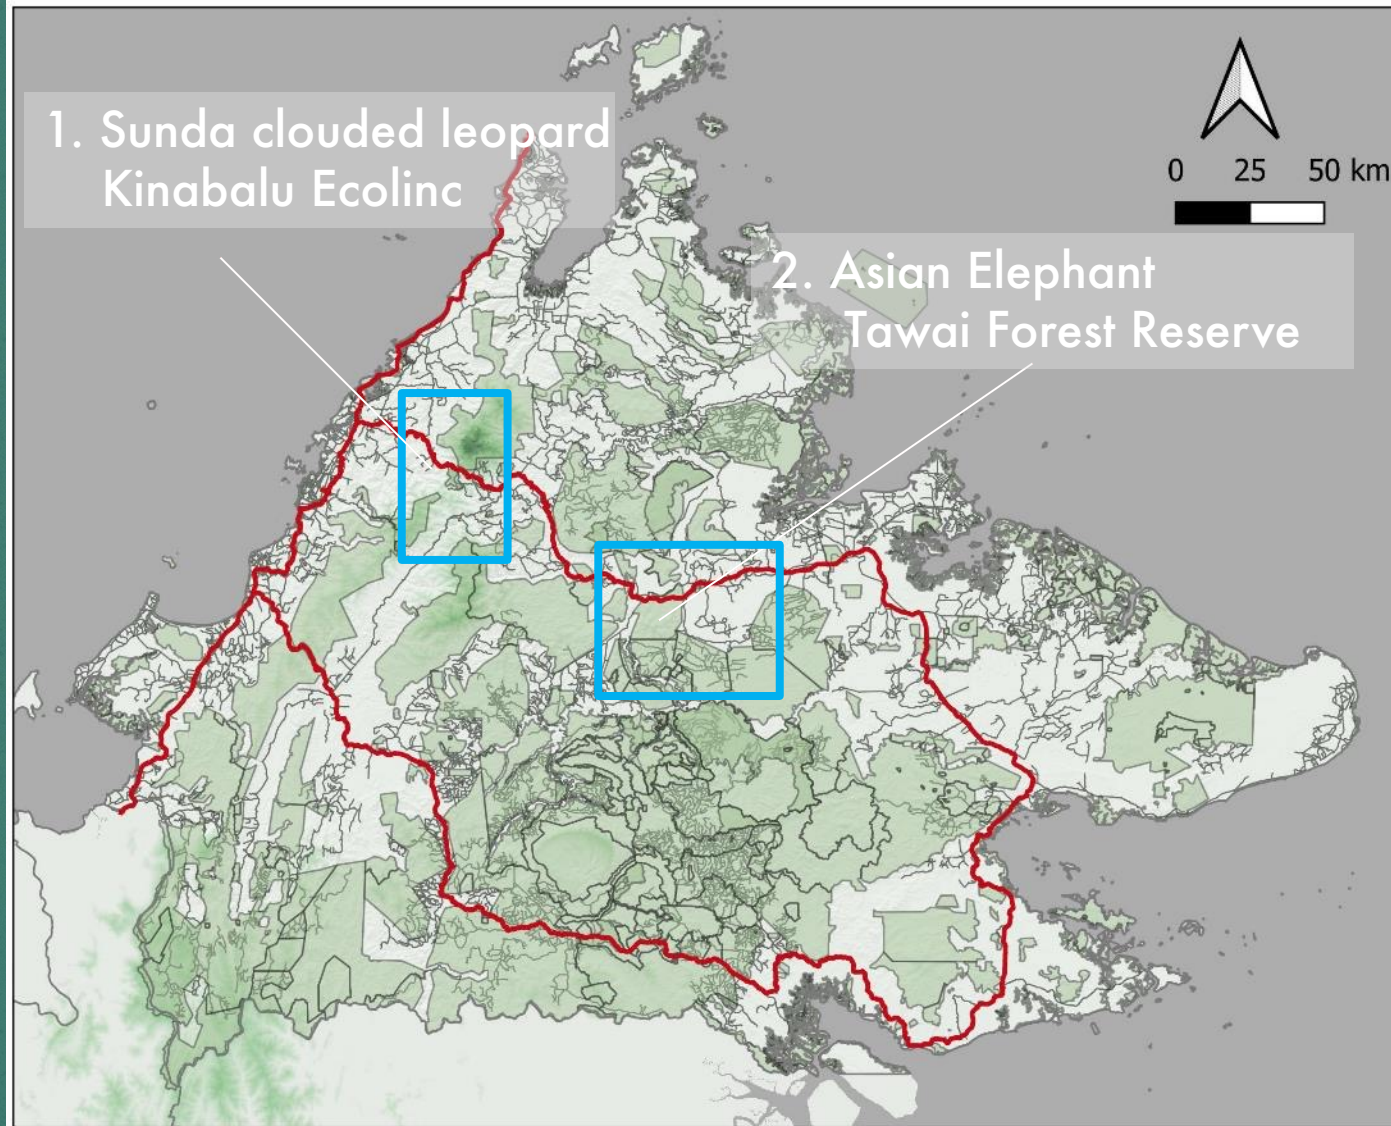 1. Sunda clouded leopard
Kinabalu Ecolinc
0 25 50 km
2. Asian Elephant
Tawai Forest Reserve